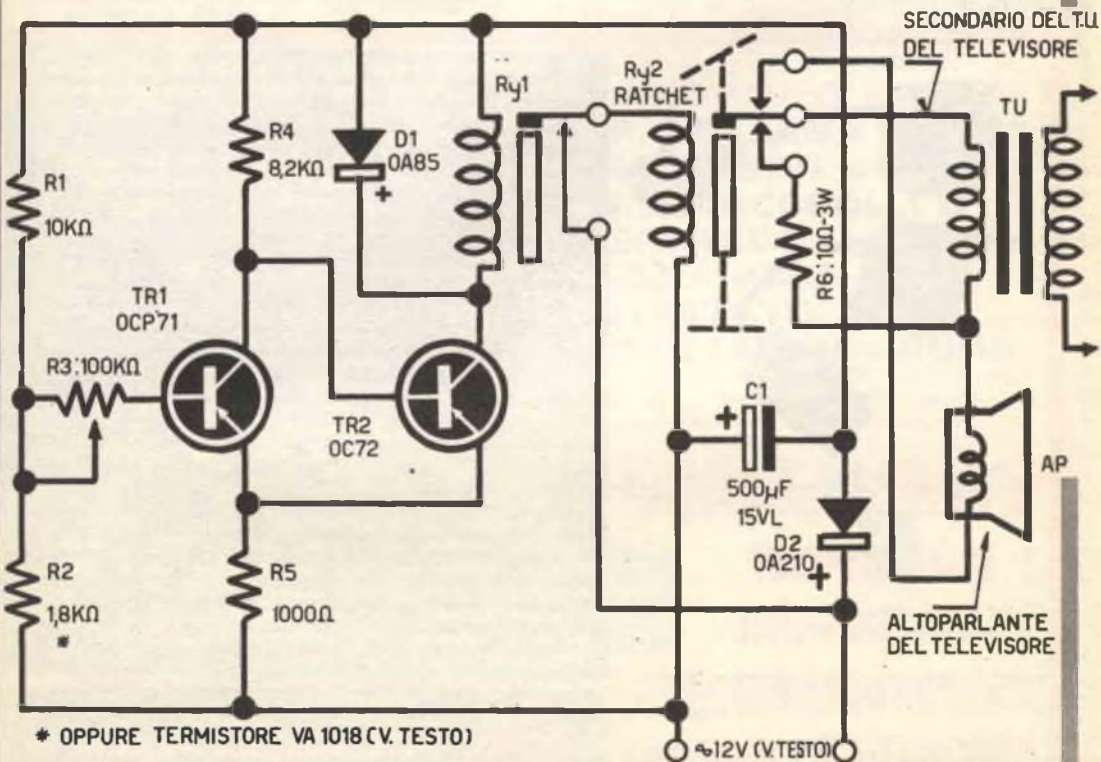 SECONDARIO DEL T.U.
DEL TELEVISORE
TU
Ry1
Ry2
RATCHET
R4
8,2KΩ
D1
OA85
+
R1
10KΩ
R6:10Ω-3W
TR1
OCP71
R3:100KΩ
TR2
OC72
C1
+
500µF
15VL
D2
OA210
+
AP
R2
1,8KΩ
*
R5
1000Ω
ALTOPARLANTE
DEL TELEVISORE
* OPPURE TERMISTORE VA 1018 (V. TESTO)
∿12V (V.TESTO)